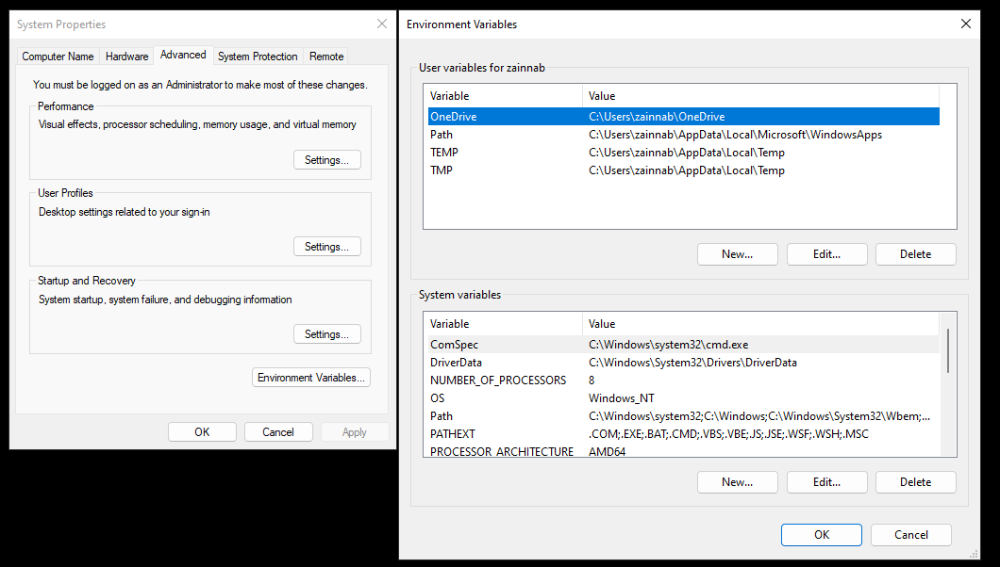 System Properties
Computer Name Hardware Advanced System Protection Remote
You must be logged on as an Administrator to make most of these changes.
Performance
Visual effects, processor scheduling, memory usage, and virtual memory
Settings...
User Profiles
Desktop settings related to your sign-in
Settings...
Startup and Recovery
System startup, system failure, and debugging information
Settings...
Environment Variables...
OK Cancel Apply
Environment Variables
User variables for zainnab
Variable Value
OneDrive C:\Users\zainnab\OneDrive
Path C:\Users\zainnab\AppData\Local\Microsoft\WindowsApps
TEMP C:\Users\zainnab\AppData\Local\Temp
TMP C:\Users\zainnab\AppData\Local\Temp
New... Edit... Delete
System variables
Variable Value
ComSpec C:\Windows\system32\cmd.exe
DriverData C:\Windows\System32\Drivers\DriverData
NUMBER_OF_PROCESSORS 8
OS Windows_NT
Path C:\Windows\system32;C:\Windows;C:\Windows\System32\Wbem;...
PATHEXT .COM;.EXE;.BAT;.CMD;.VBS;.VBE;.JS;.JSE;.WSF;.WSH;.MSC
PROCESSOR_ARCHITECTURE AMD64
New... Edit... Delete
OK Cancel